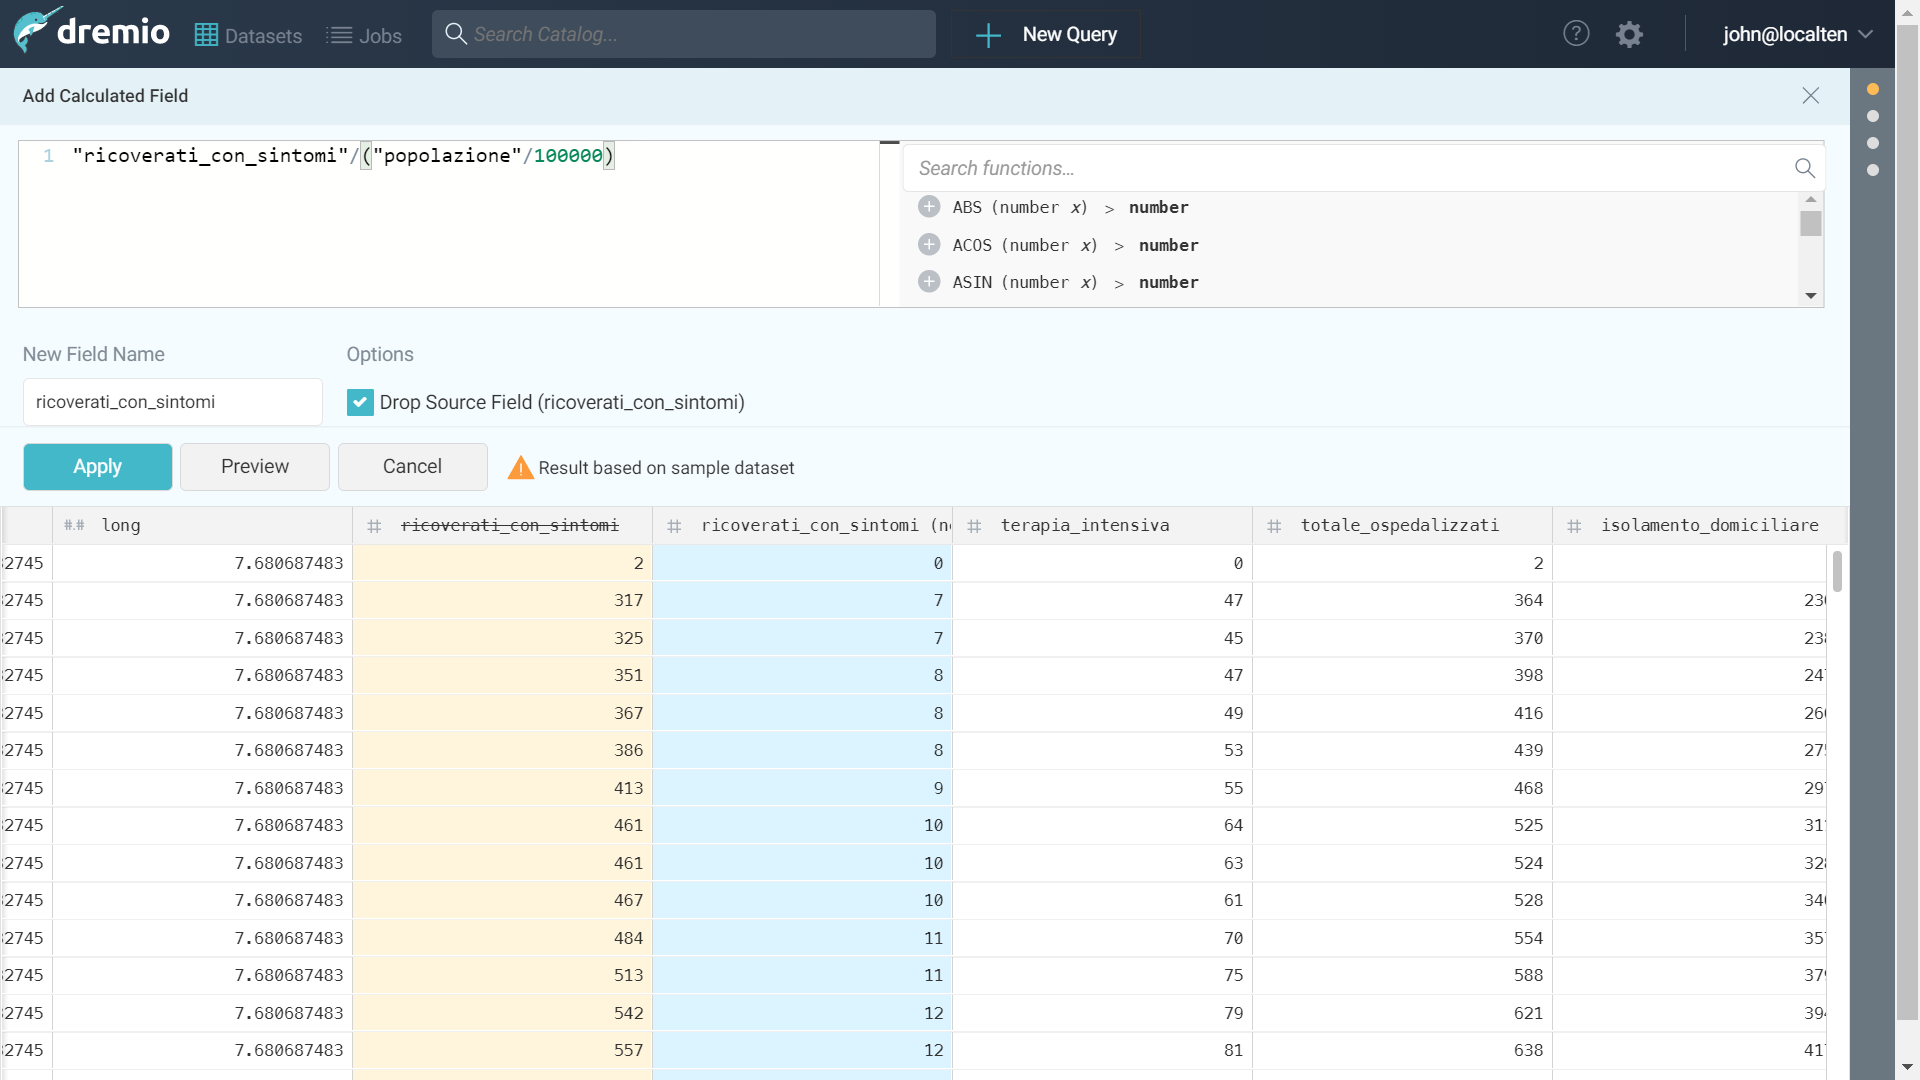 dremio Datasets Jobs Search Catalog... New Query ? john@localten
Add Calculated Field
1 "ricoverati_con_sintomi"/("popolazione"/100000)
Search functions...
ABS (number x) > number
ACOS (number x) > number
ASIN (number x) > number
New Field Name Options
ricoverati_con_sintomi Drop Source Field (ricoverati_con_sintomi)
Apply Preview Cancel Result based on sample dataset
#.# long # ricoverati_con_sintomi # ricoverati_con_sintomi # terapia_intensiva # totale_ospedalizzati # isolamento_domiciliare
2745 7.680687483 2 0 0 2
2745 7.680687483 317 7 47 364 23
2745 7.680687483 325 7 45 370 23
2745 7.680687483 351 8 47 398 24
2745 7.680687483 367 8 49 416 26
2745 7.680687483 386 8 53 439 27
2745 7.680687483 413 9 55 468 29
2745 7.680687483 461 10 64 525 31
2745 7.680687483 461 10 63 524 32
2745 7.680687483 467 10 61 528 34
2745 7.680687483 484 11 70 554 35
2745 7.680687483 513 11 75 588 37
2745 7.680687483 542 12 79 621 39
2745 7.680687483 557 12 81 638 41